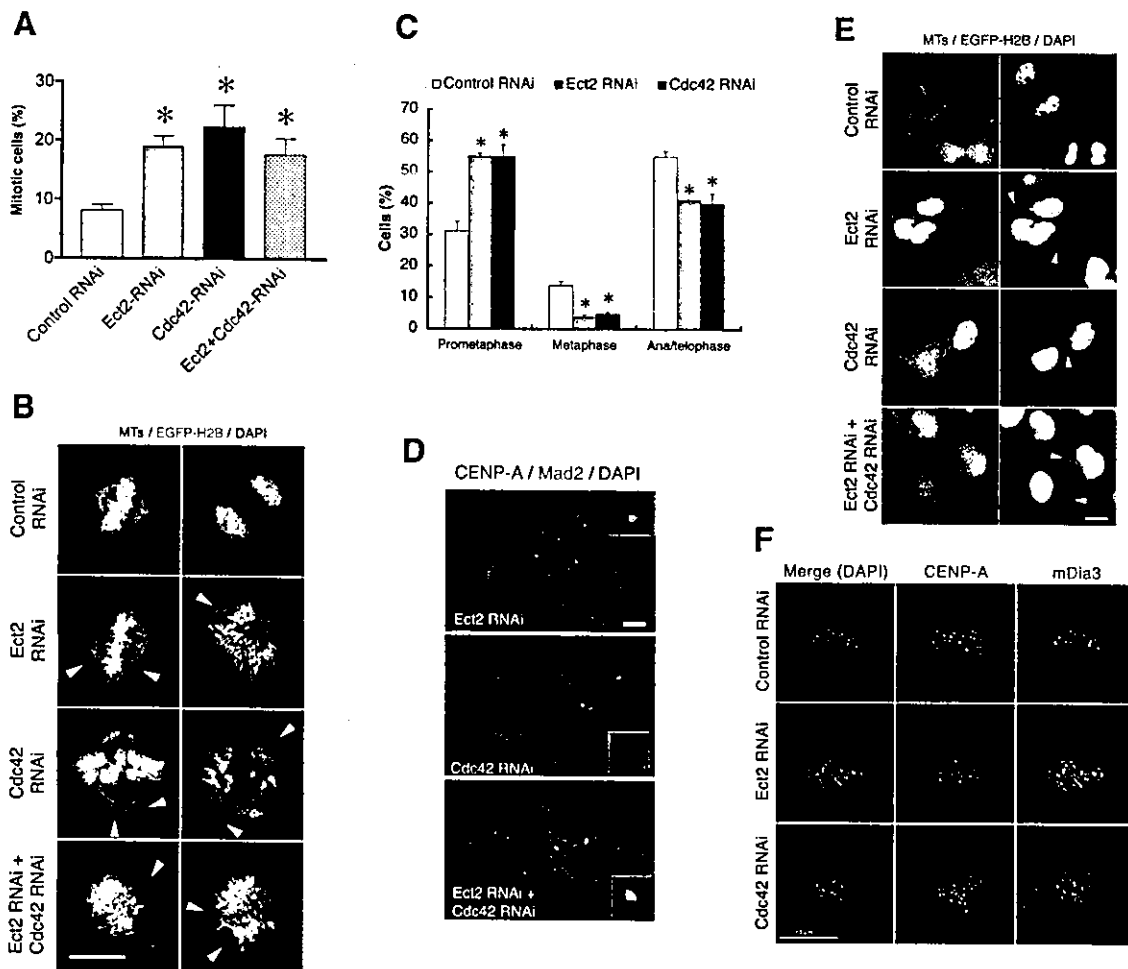 A
30
20
10
0
Mitotic cells (%)
*
*
*
Control RNAi
Ect2-RNAi
Cdc42-RNAi
Ect2+Cdc42-RNAi
B
MTs / EGFP-H2B / DAPI
Control RNAi
Ect2 RNAi
Cdc42 RNAi
Ect2 RNAi + Cdc42 RNAi
C
Control RNAi Ect2 RNAi Cdc42 RNAi
70
60
50
40
30
20
10
0
Cells (%)
* *
* *
* *
Prometaphase Metaphase Ana/telophase
D
CENP-A / Mad2 / DAPI
Ect2 RNAi
Cdc42 RNAi
Ect2 RNAi +
Cdc42 RNAi
E
MTs / EGFP-H2B / DAPI
Control RNAi
Ect2 RNAi
Cdc42 RNAi
Ect2 RNAi + Cdc42 RNAi
F
Merge (DAPI) CENP-A mDia3
Control RNAi
Ect2 RNAi
Cdc42 RNAi